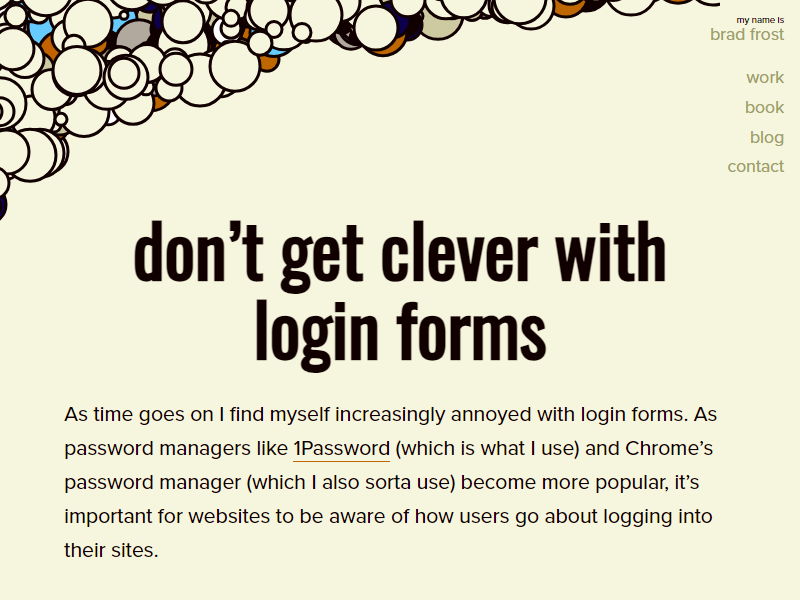 my name is
brad frost
work
book
blog
contact
don’t get clever with
login forms
As time goes on I find myself increasingly annoyed with login forms. As
password managers like 1Password (which is what I use) and Chrome’s
password manager (which I also sorta use) become more popular, it’s
important for websites to be aware of how users go about logging into
their sites.